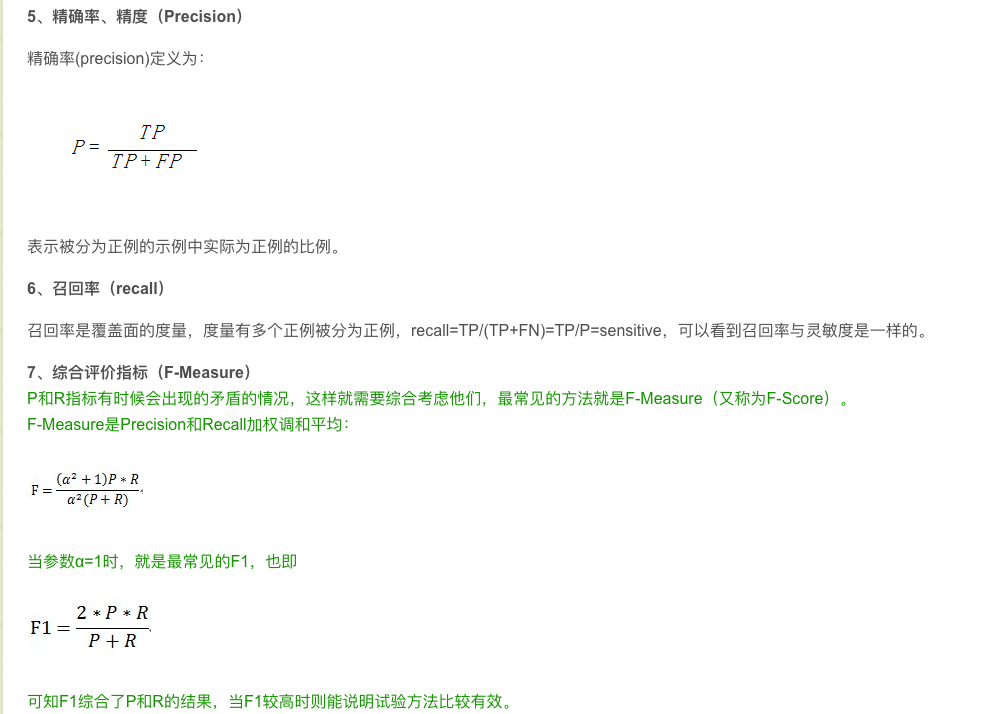 5、精确率、精度（Precision）
精确率(precision)定义为：
P = TP / (TP + FP)
表示被分为正例的示例中实际为正例的比例。
6、召回率（recall）
召回率是覆盖面的度量，度量有多个正例被分为正例，recall=TP/(TP+FN)=TP/P=sensitive，可以看到召回率与灵敏度是一样的。
7、综合评价指标（F-Measure）
P和R指标有时候会出现的矛盾的情况，这样就需要综合考虑他们，最常见的方法就是F-Measure（又称为F-Score）。
F-Measure是Precision和Recall加权调和平均：
F = (α² + 1)P * R / α²(P + R)
当参数α=1时，就是最常见的F1，也即
F1 = 2 * P * R / P + R
可知F1综合了P和R的结果，当F1较高时则能说明试验方法比较有效。